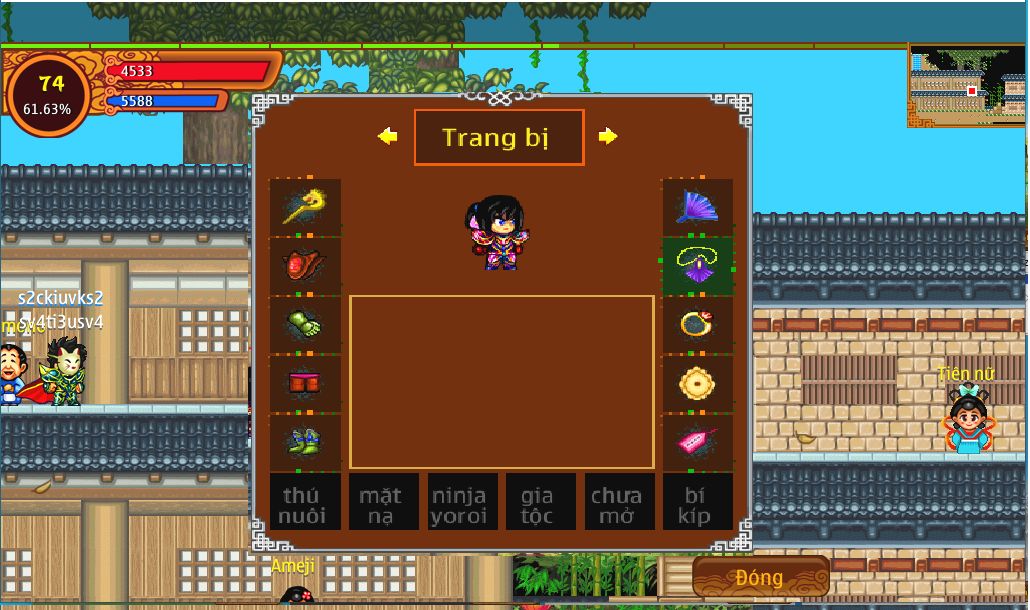 74
61.63%
4533
5588
Trang bị
s2ckiuvks2
sv4ti3usv4
Tiên nữ
thú nuôi
mặt nạ
ninja yoroi
gia tộc
chưa mở
bí kíp
Ameji
Đóng